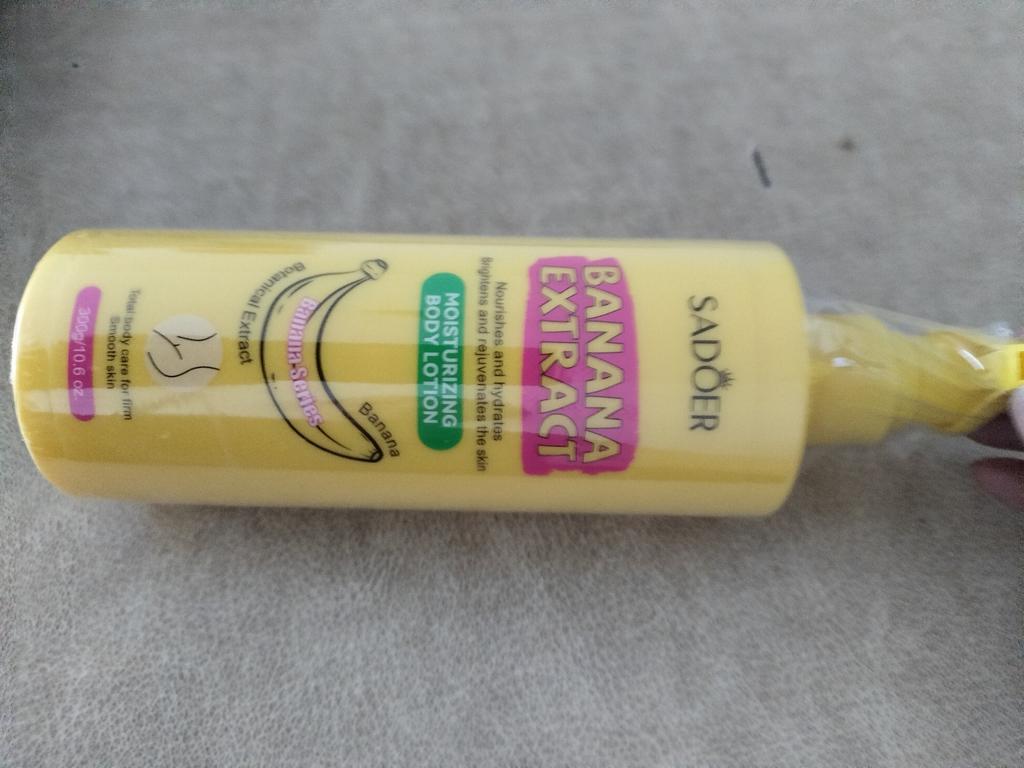 SADOER
BANANA
EXTRACT
Nourishes and hydrates
Brightens and rejuvenates the skin
MOISTURIZING
BODY LOTION
Banana
Banana Series
Botanical Extract
Total body care for firm
Smooth skin
300g/10.6 oz.